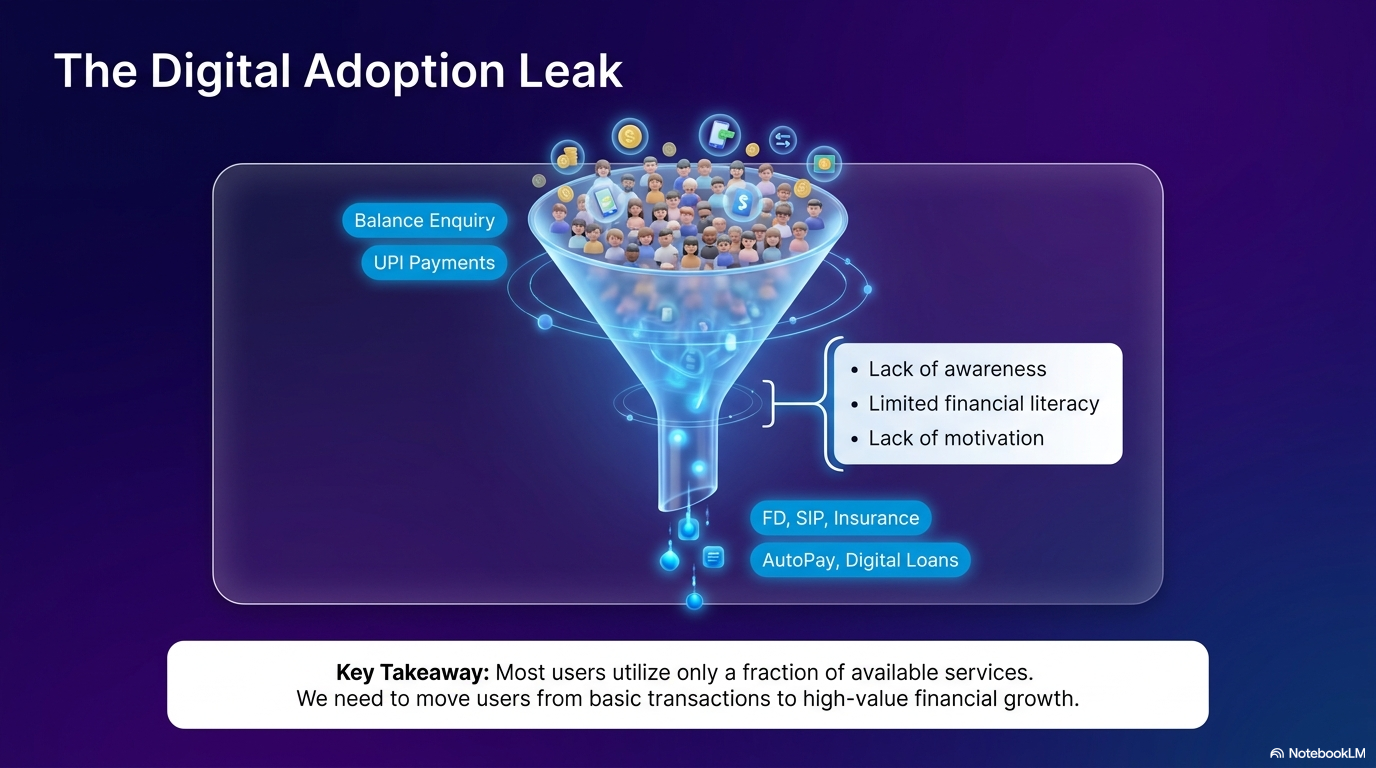 The Digital Adoption Leak
Balance Enquiry
UPI Payments
• Lack of awareness
• Limited financial literacy
• Lack of motivation
FD, SIP, Insurance
AutoPay, Digital Loans
Key Takeaway: Most users utilize only a fraction of available services.
We need to move users from basic transactions to high-value financial growth.
NotebookLM